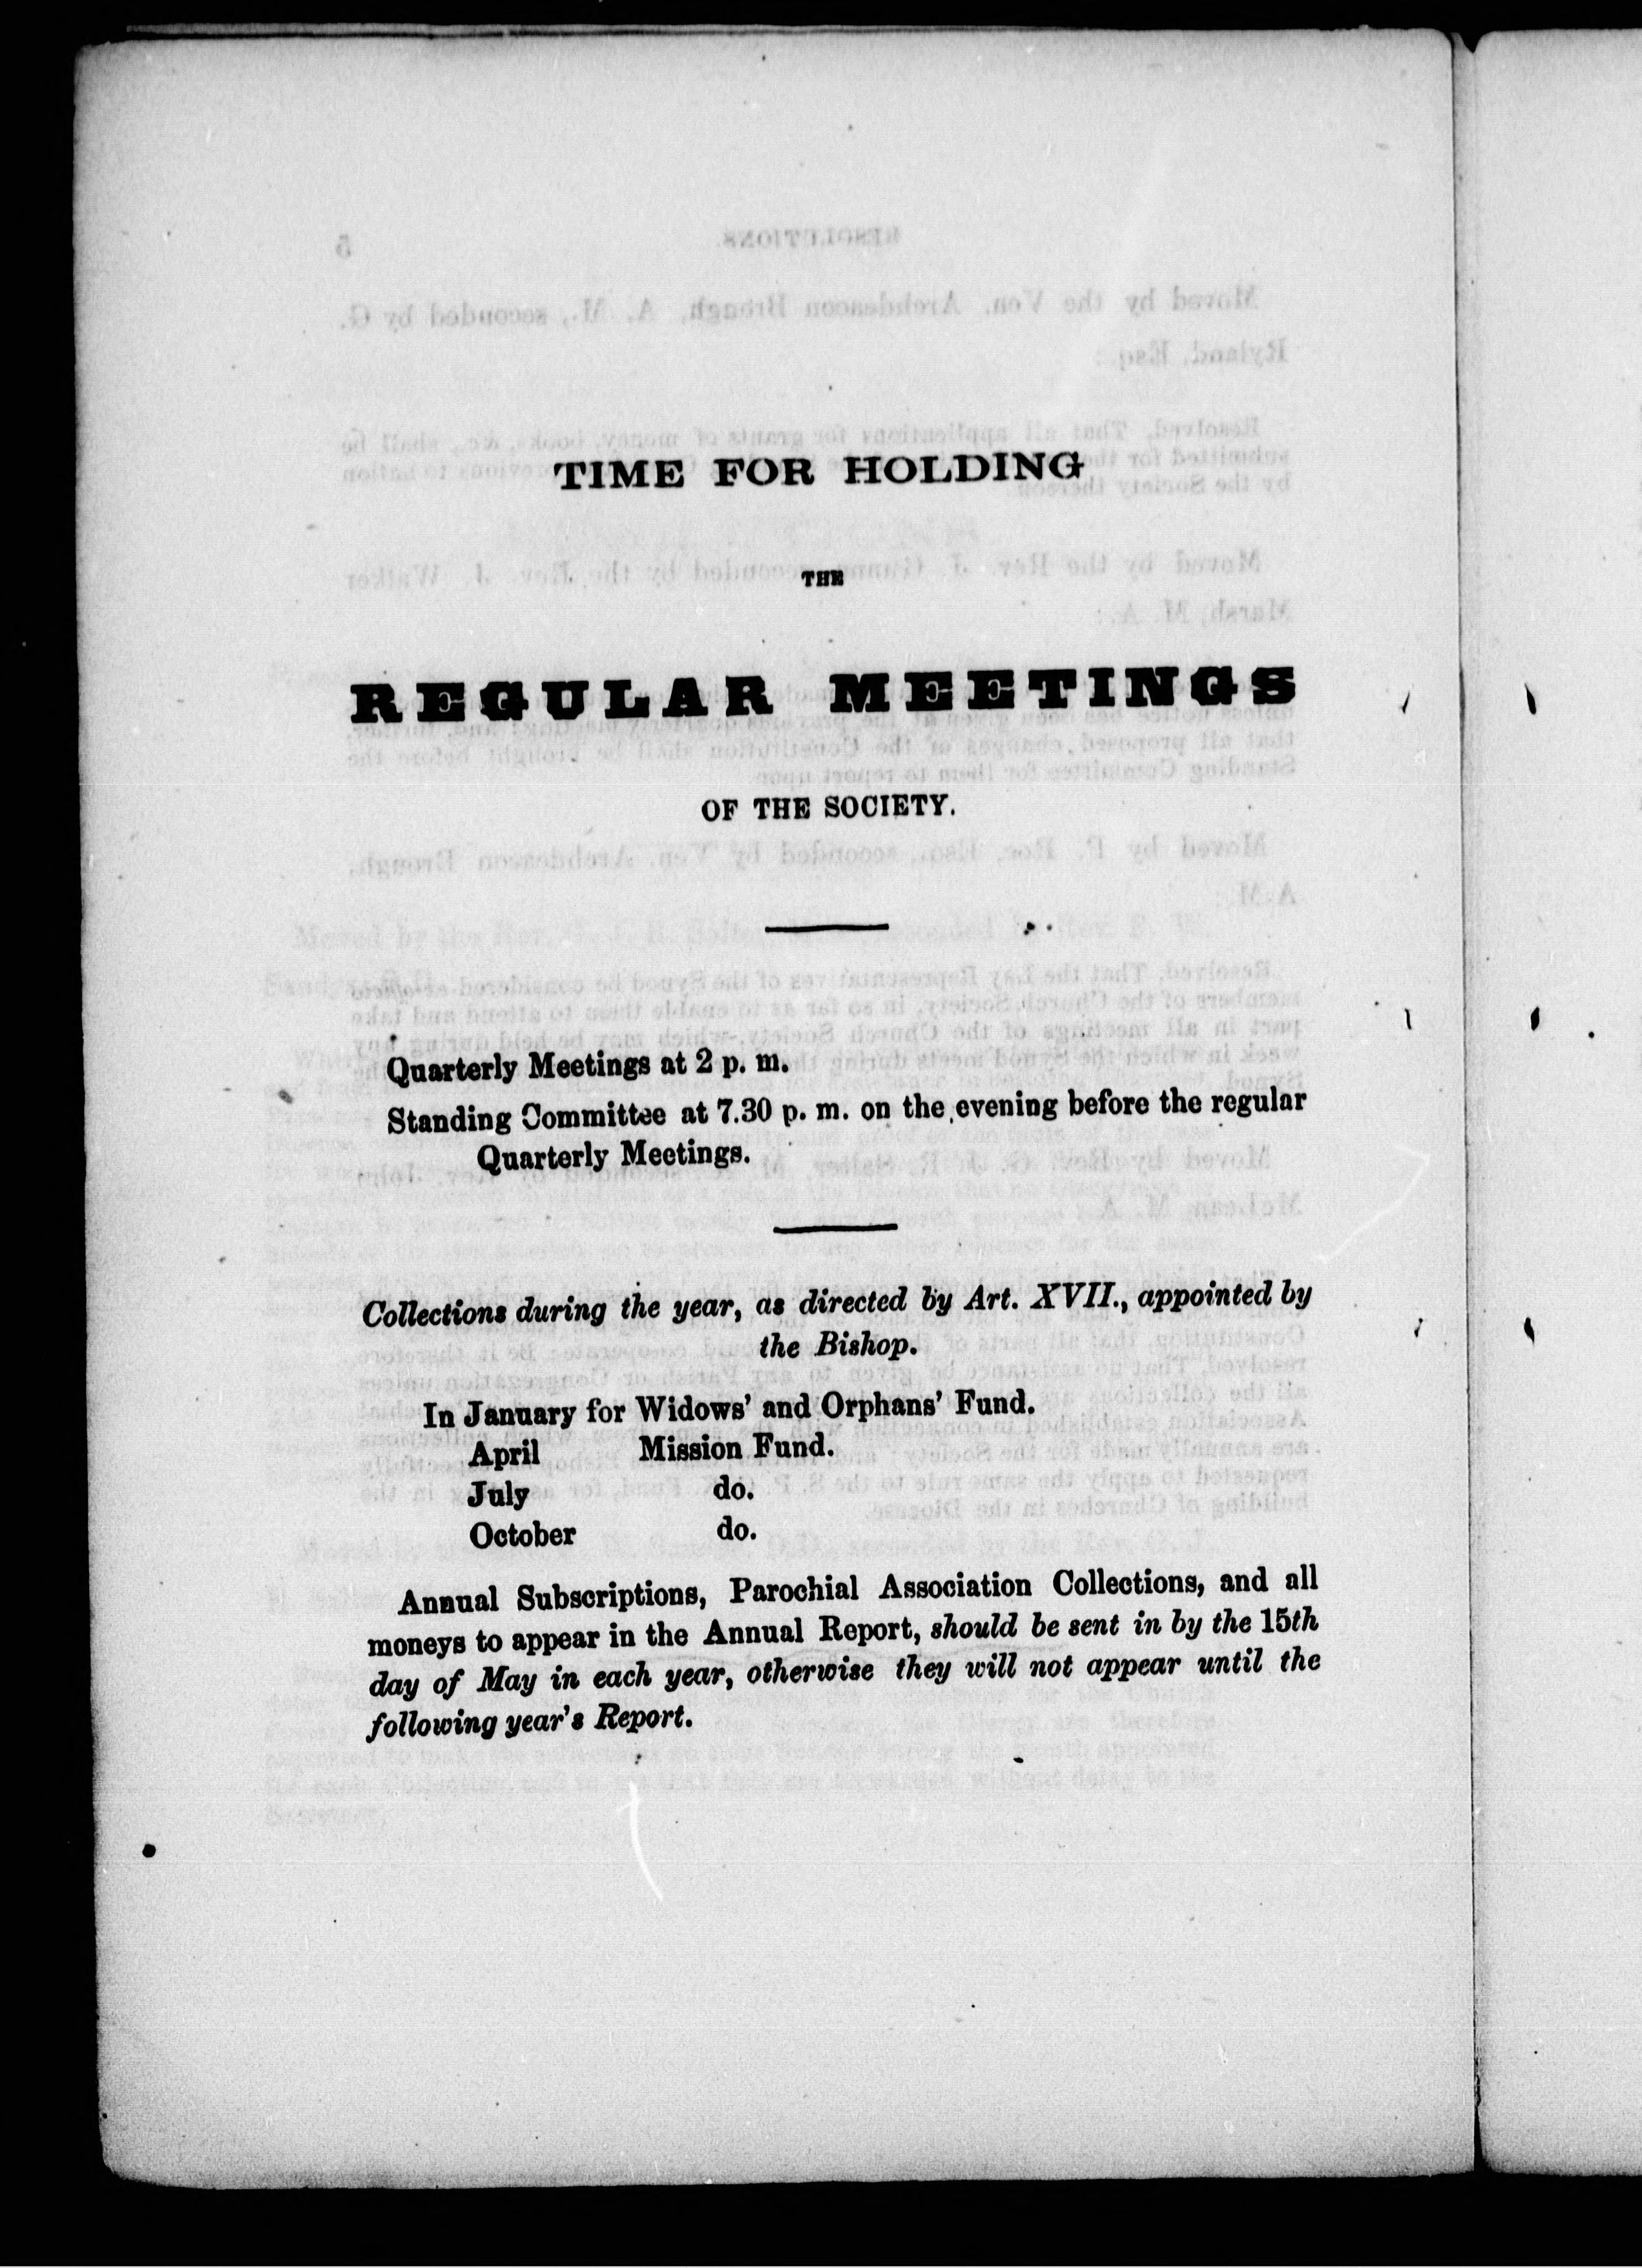 TIME FOR HOLDING
THE
REGULAR MEETINGS
OF THE SOCIETY.
Quarterly Meetings at 2 p. m.
Standing Committee at 7.30 p. m. on the evening before the regular
Quarterly Meetings.
Collections during the year, as directed by Art. XVII., appointed by
the Bishop.
In January for Widows' and Orphans' Fund.
April Mission Fund.
July do.
October do.
Annual Subscriptions, Parochial Association Collections, and all
moneys to appear in the Annual Report, should be sent in by the 15th
day of May in each year, otherwise they will not appear until the
following year's Report.